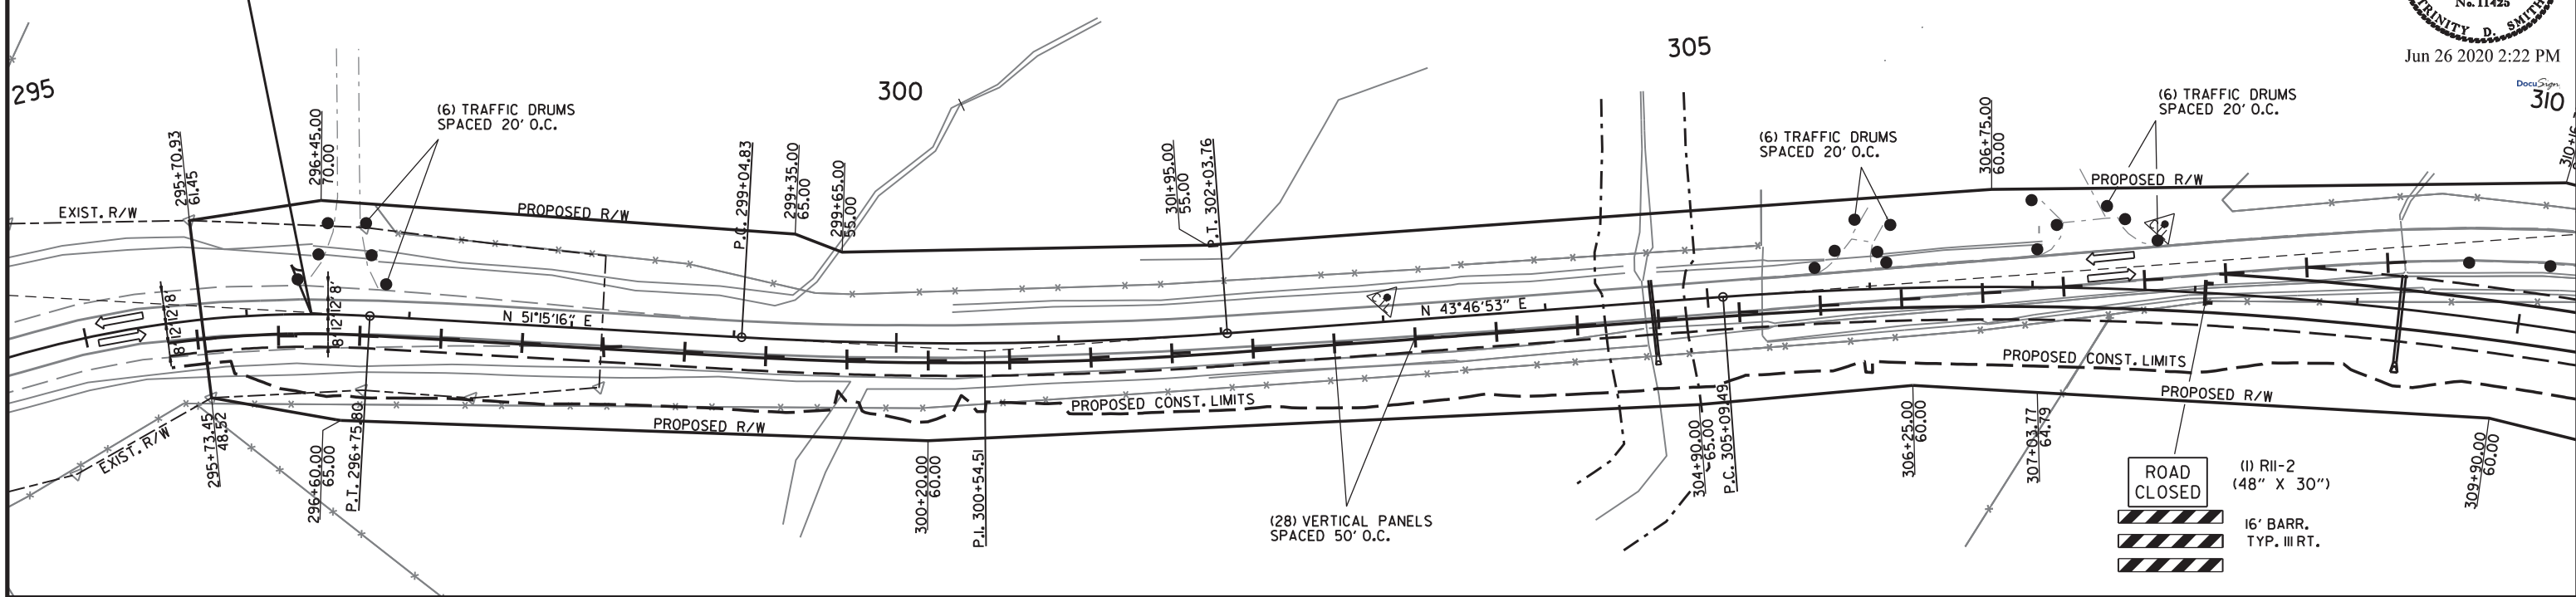 No. 11425
TRINITY D. SMITH
Jun 26 2020 2:22 PM
DocuSign
295
300
305
310
(6) TRAFFIC DRUMS
SPACED 20' O.C.
(6) TRAFFIC DRUMS
SPACED 20' O.C.
(6) TRAFFIC DRUMS
SPACED 20' O.C.
295+70.93
61.45
296+45.00
70.00
P.C. 299+04.83
299+35.00
65.00
299+65.00
55.00
301+95.00
55.00
P.T. 302+03.76
306+75.00
60.00
EXIST. R/W
PROPOSED R/W
PROPOSED R/W
8' 12' 12' 8'
8' 12' 12' 8'
N 51°15'16" E
N 43°46'53" E
PROPOSED CONST. LIMITS
PROPOSED CONST. LIMITS
PROPOSED R/W
PROPOSED R/W
EXIST. R/W
295+73.45
48.52
296+60.00
65.00
P.T. 296+75.80
300+20.00
60.00
P.I. 300+54.51
304+90.00
65.00
P.C. 305+09.49
306+25.00
60.00
307+03.77
64.79
309+90.00
60.00
(28) VERTICAL PANELS
SPACED 50' O.C.
ROAD
CLOSED
(1) R11-2
(48" X 30")
16' BARR.
TYP. III RT.